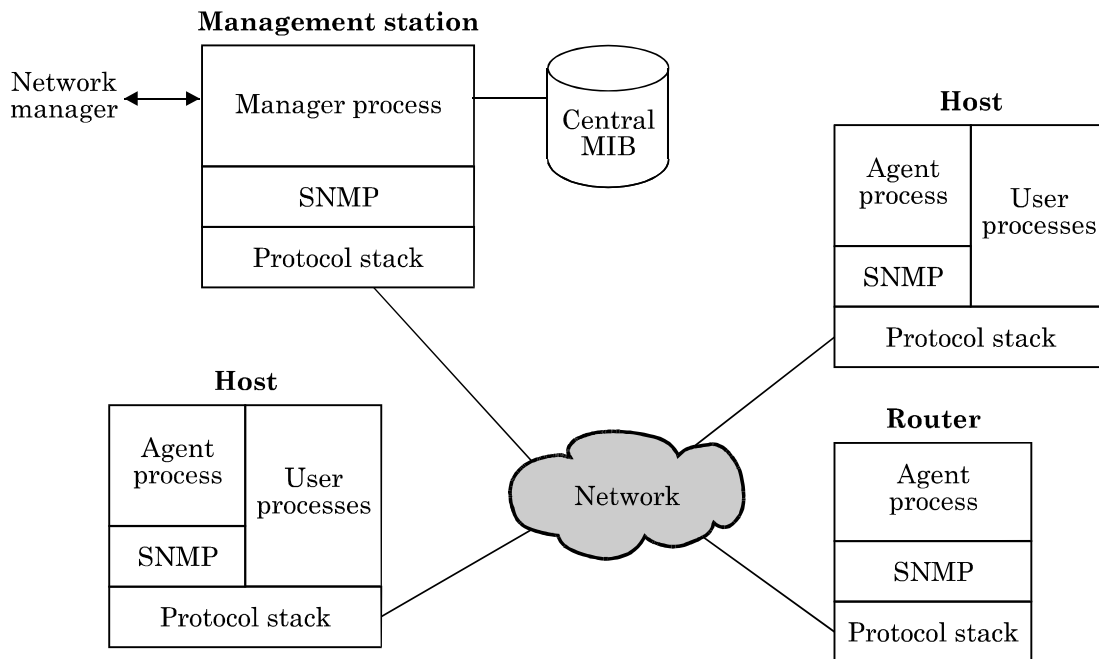 Management station
Network
manager
Manager process
Central
MIB
SNMP
Protocol stack
Host
Agent
process
User
processes
SNMP
Protocol stack
Host
Agent
process
User
processes
SNMP
Protocol stack
Network
Router
Agent
process
SNMP
Protocol stack